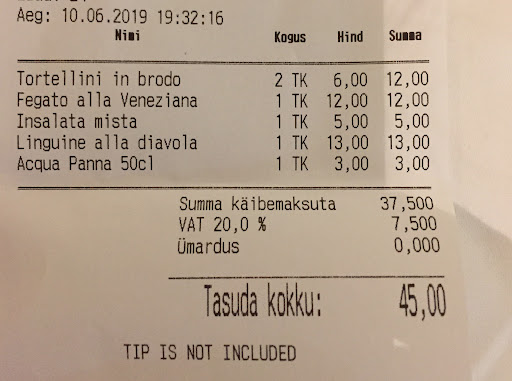 Aeg: 10.06.2019 19:32:16
Nimi Kogus Hind Summa
Tortellini in brodo 2 TK 6,00 12,00
Fegato alla Veneziana 1 TK 12,00 12,00
Insalata mista 1 TK 5,00 5,00
Linguine alla diavola 1 TK 13,00 13,00
Acqua Panna 50cl 1 TK 3,00 3,00
Summa käibemaksuta 37,500
VAT 20,0 % 7,500
Ümardus 0,000
Tasuda kokku: 45,00
TIP IS NOT INCLUDED